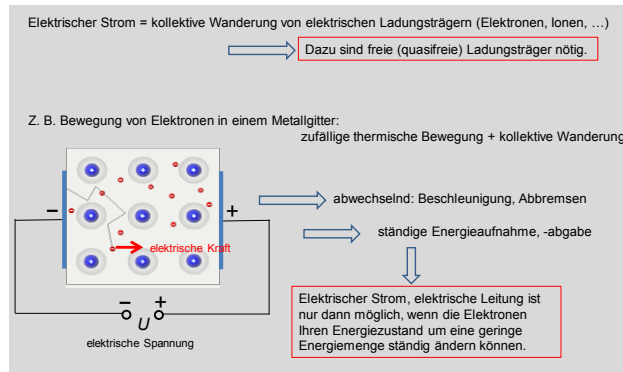 Elektrischer Strom = kollektive Wanderung von elektrischen Ladungsträgern (Elektronen, Ionen, …)
Dazu sind freie (quasifreie) Ladungsträger nötig.
Z. B. Bewegung von Elektronen in einem Metallgitter:
zufällige thermische Bewegung + kollektive Wanderung
abwechselnd: Beschleunigung, Abbremsen
ständige Energieaufnahme, -abgabe
− +
elektrische Kraft
− +
U
elektrische Spannung
Elektrischer Strom, elektrische Leitung ist
nur dann möglich, wenn die Elektronen
Ihren Energiezustand um eine geringe
Energiemenge ständig ändern können.